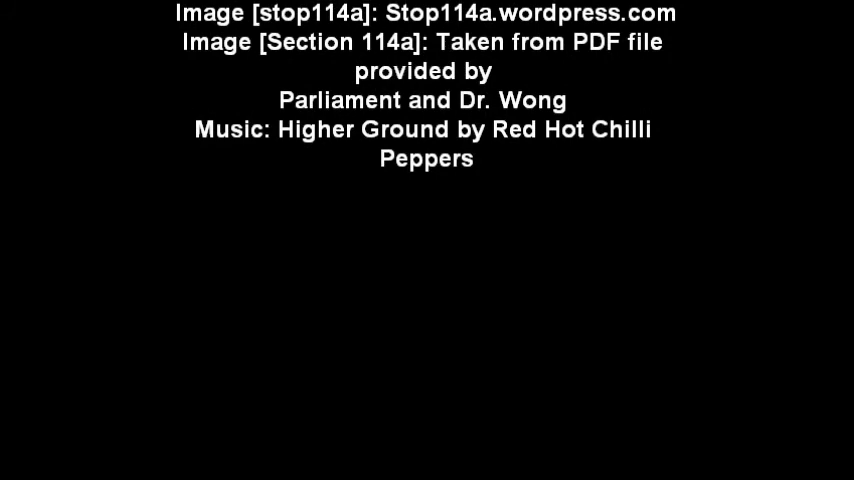 Image [stop114a]: Stop114a.wordpress.com
Image [Section 114a]: Taken from PDF file
provided by
Parliament and Dr. Wong
Music: Higher Ground by Red Hot Chilli
Peppers